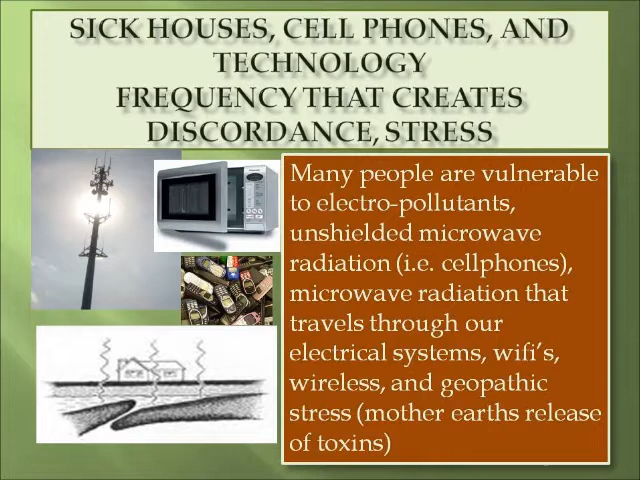 SICK HOUSES, CELL PHONES, AND
TECHNOLOGY
FREQUENCY THAT CREATES
DISCORDANCE, STRESS
Many people are vulnerable
to electro-pollutants,
unshielded microwave
radiation (i.e. cellphones),
microwave radiation that
travels through our
electrical systems, wifi's,
wireless, and geopathic
stress (mother earths release
of toxins)